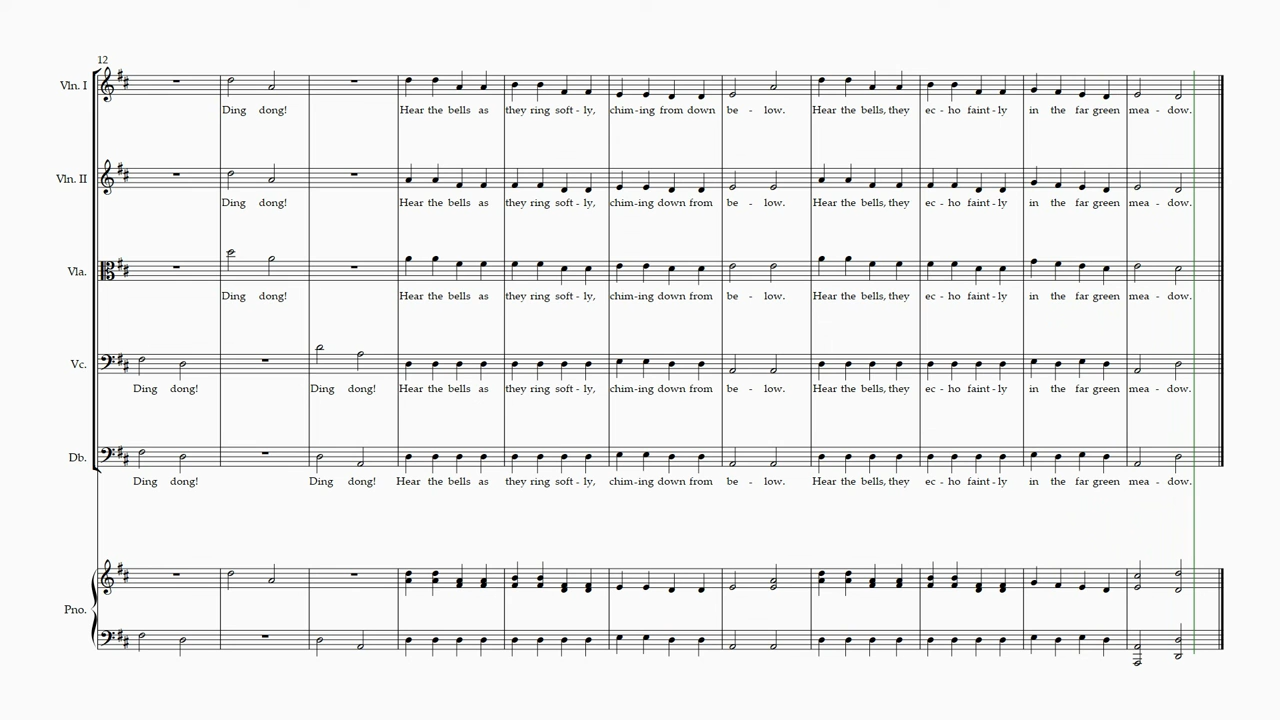 12
Vln. I
Ding dong! Hear the bells as they ring soft - ly, chim-ing from down be - low. Hear the bells, they ec - ho faint-ly in the far green mea - dow.
Vln. II
Ding dong! Hear the bells as they ring soft - ly, chim-ing down from be - low. Hear the bells, they ec - ho faint-ly in the far green mea - dow.
Vla.
Ding dong! Hear the bells as they ring soft - ly, chim-ing down from be - low. Hear the bells, they ec - ho faint-ly in the far green mea - dow.
Vc.
Ding dong! Ding dong! Hear the bells as they ring soft - ly, chim-ing down from be - low. Hear the bells, they ec - ho faint-ly in the far green mea - dow.
Db.
Ding dong! Ding dong! Hear the bells as they ring soft - ly, chim-ing down from be - low. Hear the bells, they ec - ho faint-ly in the far green mea - dow.
Pno.